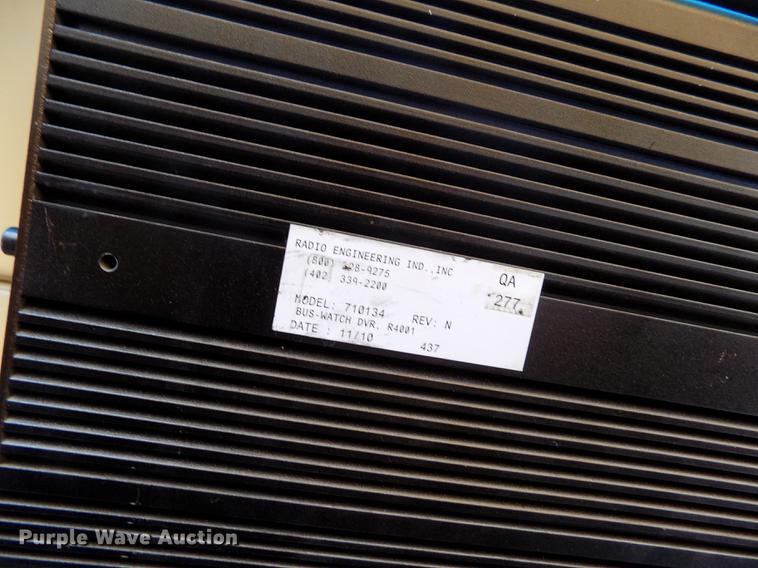 RADIO ENGINEERING IND.,INC
(800) 228-9275
(402) 339-2200
QA
277
MODEL: 710134 REV: N
BUS-WATCH DVR, R4001
DATE : 11/10 437
Purple Wave Auction